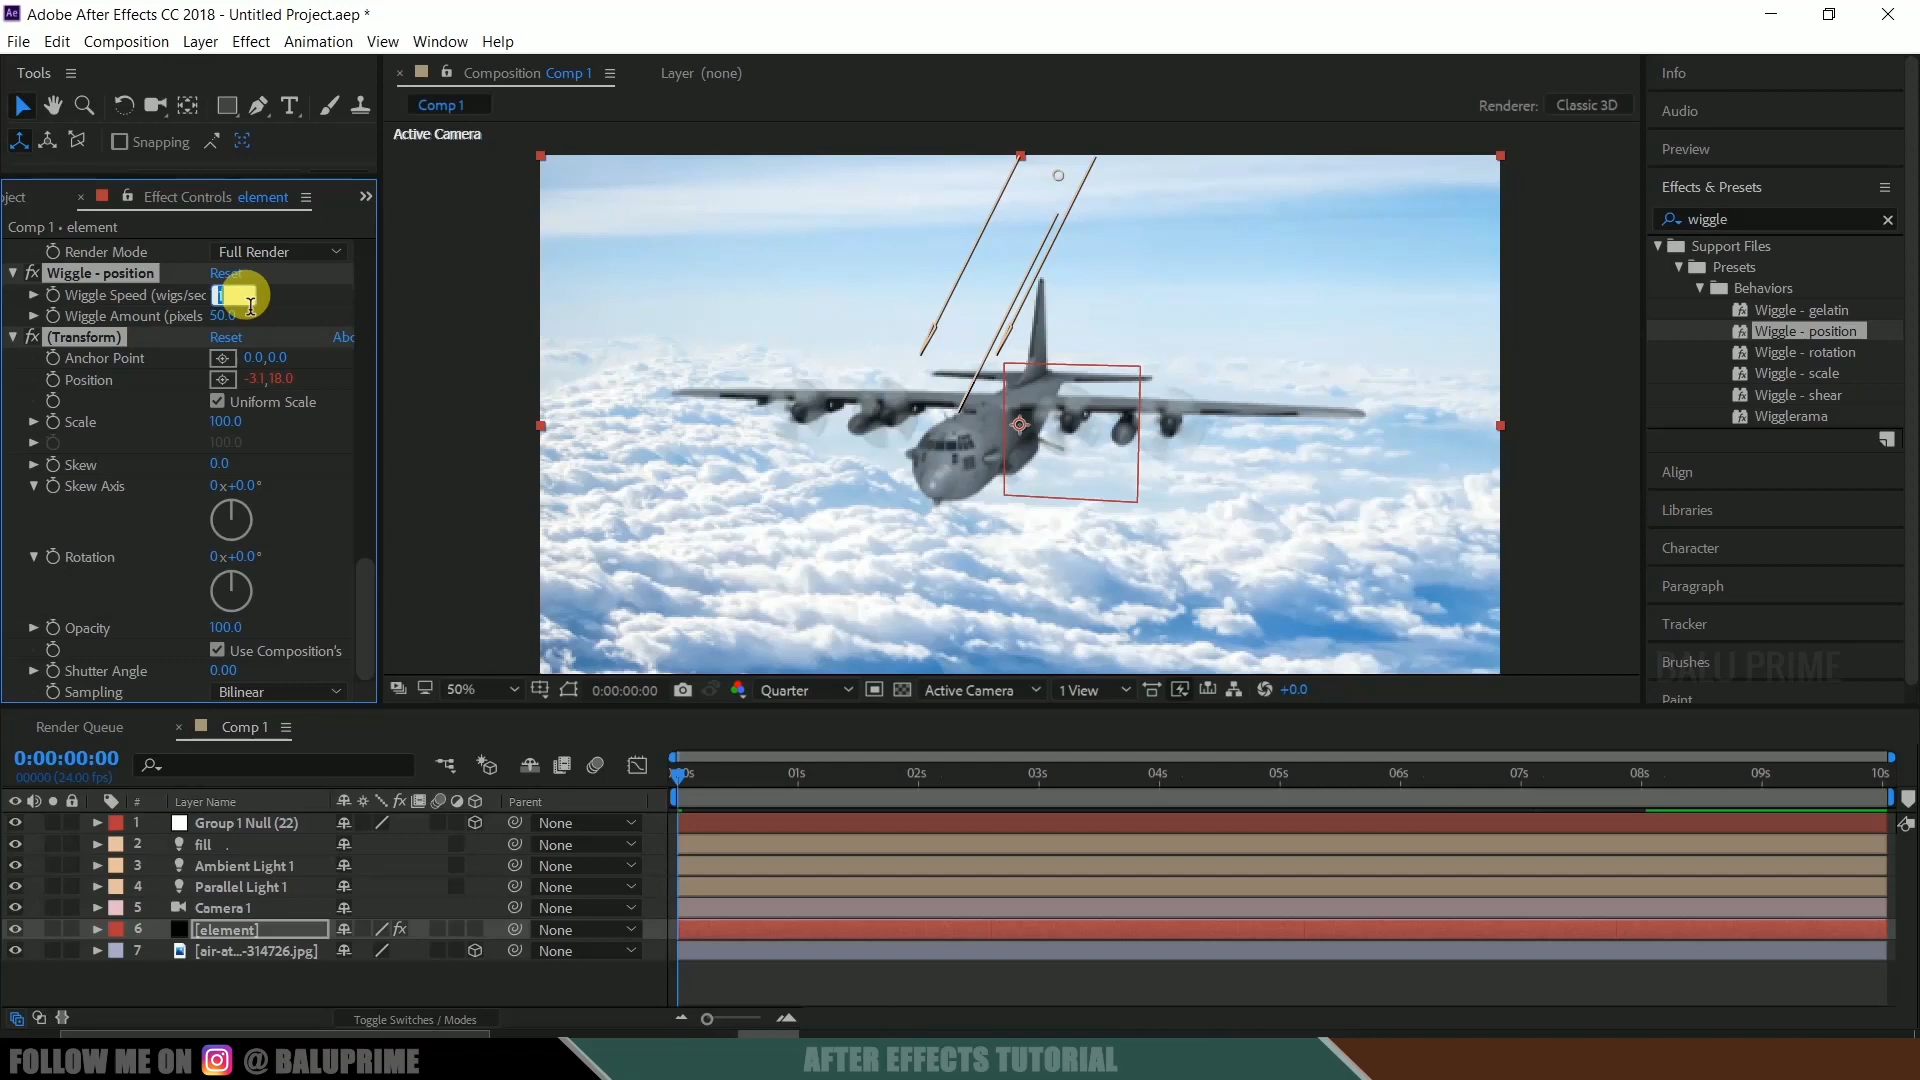 Adobe After Effects CC 2018 - Untitled Project.aep *
File Edit Composition Layer Effect Animation View Window Help
Tools
Snapping
Effect Controls element
Comp 1 • element
Render Mode Full Render
fx Wiggle - position Reset
Wiggle Speed (wigs/sec
Wiggle Amount (pixels 50.0
fx (Transform) Reset Abo
Anchor Point 0.0,0.0
Position -3.1,18.0
Uniform Scale
Scale 100.0
100.0
Skew 0.0
Skew Axis 0x+0.0°
Rotation 0x+0.0°
Opacity 100.0
Use Composition's
Shutter Angle 0.00
Sampling Bilinear
Composition Comp 1 Layer (none)
Comp 1
Renderer: Classic 3D
Active Camera
50% 0:00:00:00 Quarter Active Camera 1 View +0.0
Info
Audio
Preview
Effects & Presets
wiggle
Support Files
Presets
Behaviors
Wiggle - gelatin
Wiggle - position
Wiggle - rotation
Wiggle - scale
Wiggle - shear
Wigglerama
Align
Libraries
Character
Paragraph
Tracker
Brushes
Paint
BALU PRIME
Render Queue Comp 1
0:00:00:00
00000 (24.00 fps)
01s 02s 03s 04s 05s 06s 07s 08s 09s 10s
# Layer Name fx Parent
1 Group 1 Null (22) None
2 fill . None
3 Ambient Light 1 None
4 Parallel Light 1 None
5 Camera 1 None
6 [element] fx None
7 [air-at...-314726.jpg] None
Toggle Switches / Modes
FOLLOW ME ON @ BALUPRIME
AFTER EFFECTS TUTORIAL